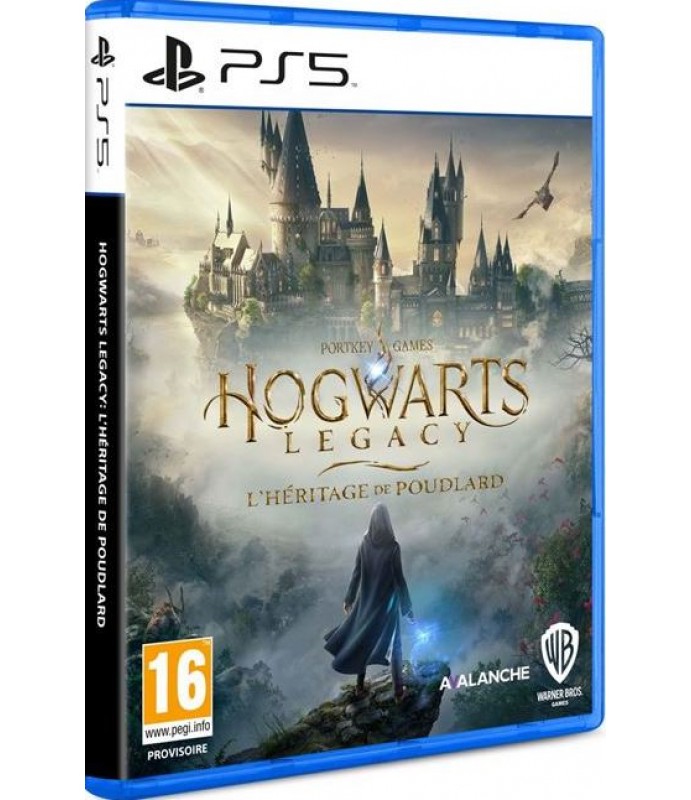 PS5
PS5
HOGWARTS LEGACY: L'HÉRITAGE DE POUDLARD
PORTKEY GAMES
HOGWARTS
LEGACY
L'HÉRITAGE DE POUDLARD
16
www.pegi.info
PROVISOIRE
AVALANCHE
WB
WARNER BROS.
GAMES